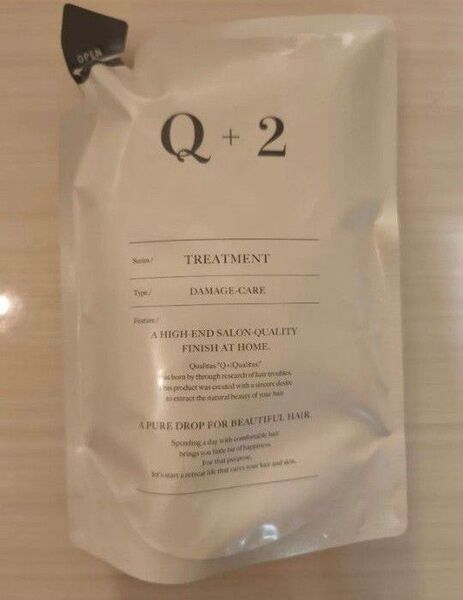 OPEN
Q + 2
Series / TREATMENT
Type / DAMAGE-CARE
Feature /
A HIGH-END SALON-QUALITY
FINISH AT HOME.
Qualitas "Q+(Qualitas)"
was born by through research of hair troubles.
This product was created with a sincere desire
to extract the natural beauty of your hair
A PURE DROP FOR BEAUTIFUL HAIR.
Spending a day with comfortable hair
brings you little bit of happiness.
For that purpose,
let's start a reroat life that cares your hair and skin.